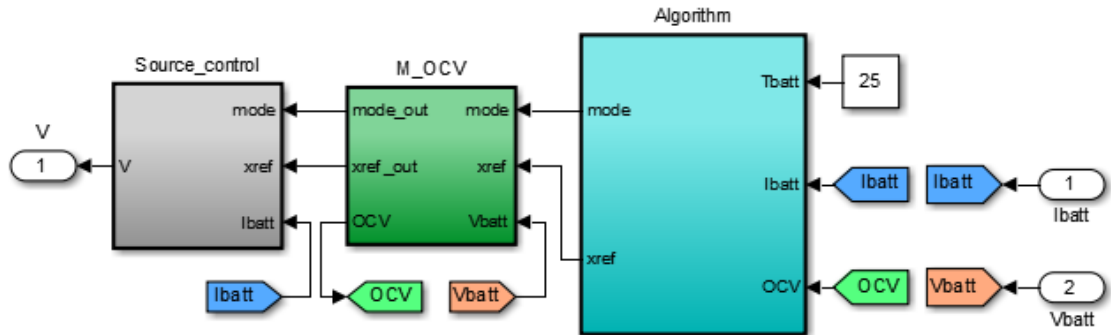 Algorithm
Source_control
M_OCV
Tbatt
25
mode
mode_out
mode
mode
V
1
V
xref
xref_out
xref
Ibatt
Ibatt
Ibatt
1
Ibatt
Ibatt
OCV
Vbatt
xref
Ibatt
OCV
Vbatt
OCV
OCV
Vbatt
2
Vbatt